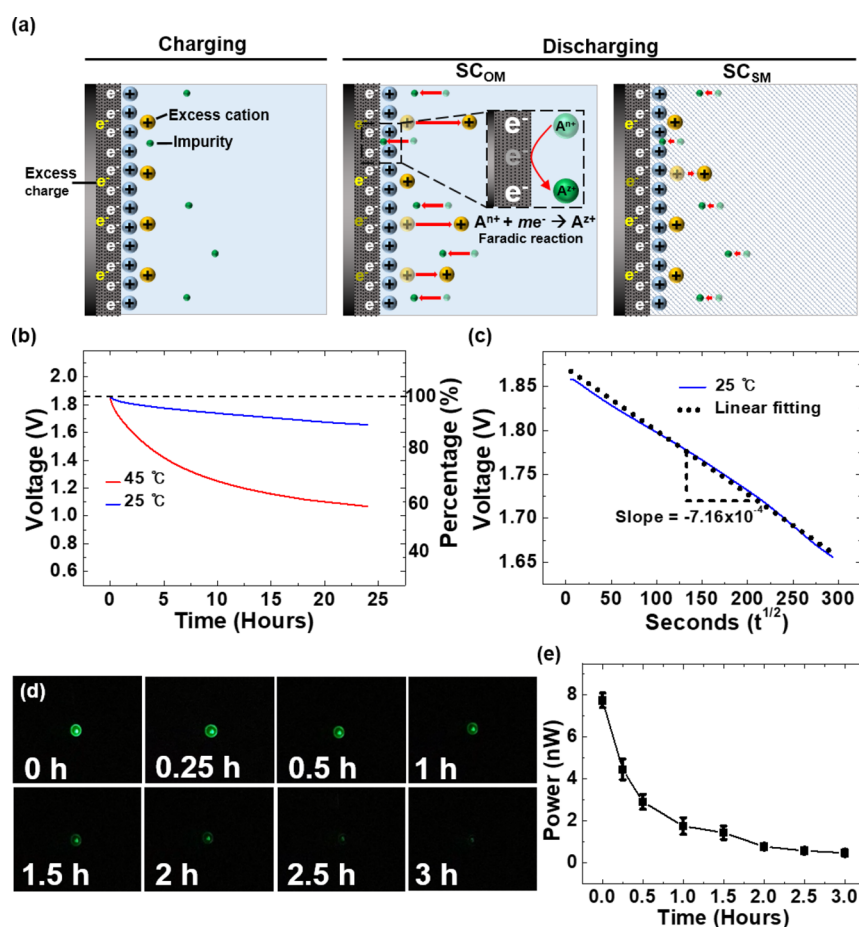 (a)
Charging
Discharging
SC_OM
SC_SM
e⁻
e⁻
e⁻
e⁻
e⁻
e⁻
e⁻
e⁻
e⁻
Excess cation
Impurity
Excess
charge
e⁻
e⁻
e⁻
Aⁿ⁺
A^z+
Aⁿ⁺ + me⁻ → A^z+
Faradic reaction
(b)
2.0
1.8
1.6
1.4
1.2
1.0
0.8
0.6
Voltage (V)
100
80
60
40
Percentage (%)
45 ℃
25 ℃
0 5 10 15 20 25
Time (Hours)
(c)
1.85
1.80
1.75
1.70
1.65
Voltage (V)
25 ℃
Linear fitting
Slope = -7.16x10⁻⁴
0 50 100 150 200 250 300
Seconds (t^1/2)
(d)
0 h
0.25 h
0.5 h
1 h
1.5 h
2 h
2.5 h
3 h
(e)
8
6
4
2
0
Power (nW)
0.0 0.5 1.0 1.5 2.0 2.5 3.0
Time (Hours)